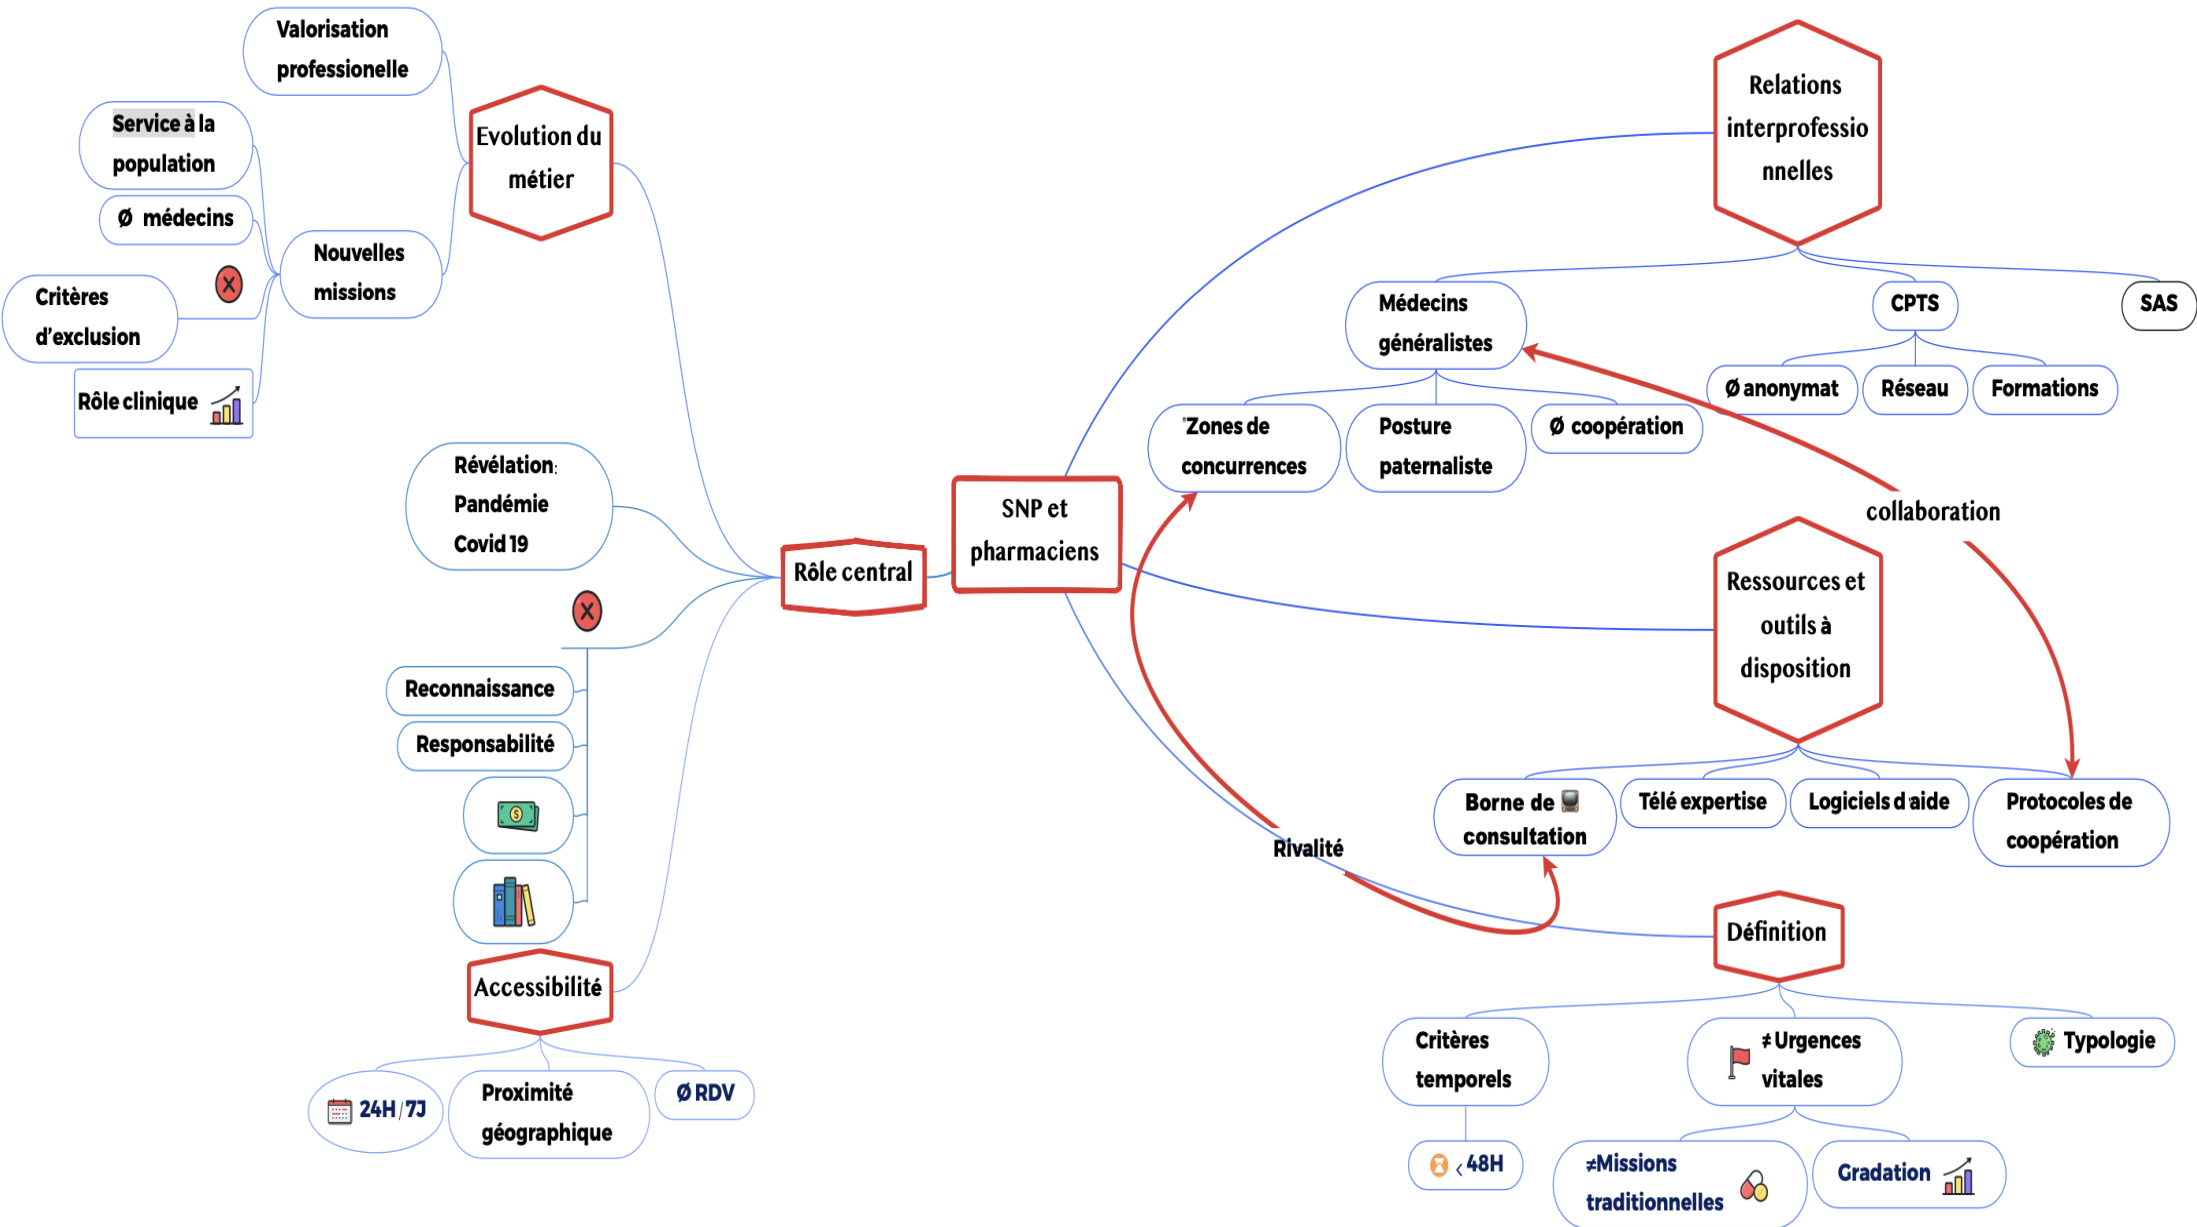 Valorisation
professionelle
Service à la
population
Ø médecins
Critères
d'exclusion
Rôle clinique
Nouvelles
missions
Evolution du
métier
Révélation:
Pandémie
Covid 19
Reconnaissance
Responsabilité
Accessibilité
24H/7J
Proximité
géographique
Ø RDV
Rôle central
SNP et
pharmaciens
Relations
interprofessio
nnelles
Médecins
généralistes
CPTS
SAS
"Zones de
concurrences
Posture
paternaliste
Ø coopération
Ø anonymat
Réseau
Formations
collaboration
Ressources et
outils à
disposition
Borne de
consultation
Télé expertise
Logiciels d'aide
Protocoles de
coopération
Rivalité
Définition
Critères
temporels
< 48H
≠ Urgences
vitales
≠Missions
traditionnelles
Gradation
Typologie